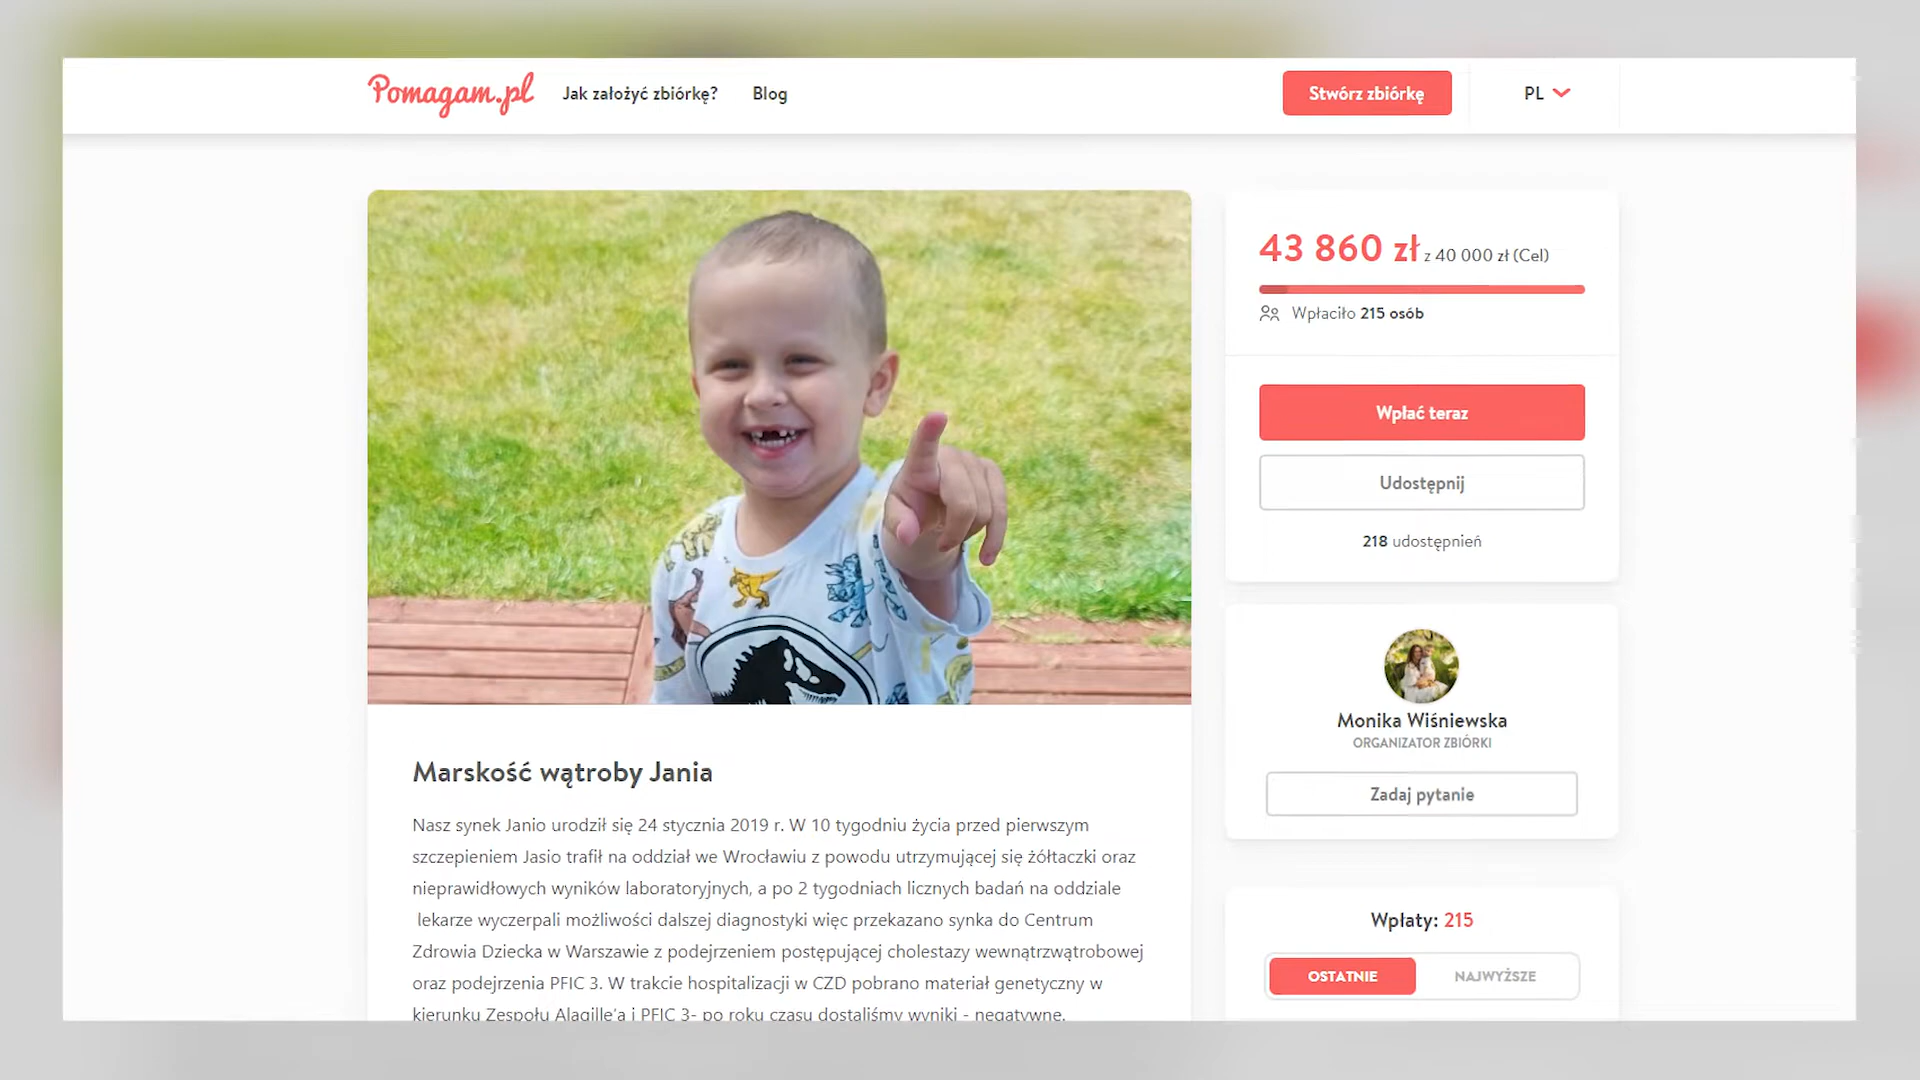 Pomagam.pl
Jak założyć zbiórkę?
Blog
Stwórz zbiórkę
PL
43 860 zł z 40 000 zł (Cel)
Wpłaciło 215 osób
Wpłać teraz
Udostępnij
218 udostępnień
Monika Wiśniewska
ORGANIZATOR ZBIÓRKI
Zadaj pytanie
Wpłaty: 215
OSTATNIE
NAJWYŻSZE
Marskość wątroby Jania
Nasz synek Janio urodził się 24 stycznia 2019 r. W 10 tygodniu życia przed pierwszym
szczepieniem Jasio trafił na oddział we Wrocławiu z powodu utrzymującej się żółtaczki oraz
nieprawidłowych wyników laboratoryjnych, a po 2 tygodniach licznych badań na oddziale
lekarze wyczerpali możliwości dalszej diagnostyki więc przekazano synka do Centrum
Zdrowia Dziecka w Warszawie z podejrzeniem postępującej cholestazy wewnątrzwątrobowej
oraz podejrzenia PFIC 3. W trakcie hospitalizacji w CZD pobrano materiał genetyczny w
kierunku Zespołu Alagille'a i PFIC 3- po roku czasu dostaliśmy wyniki - negatywne.